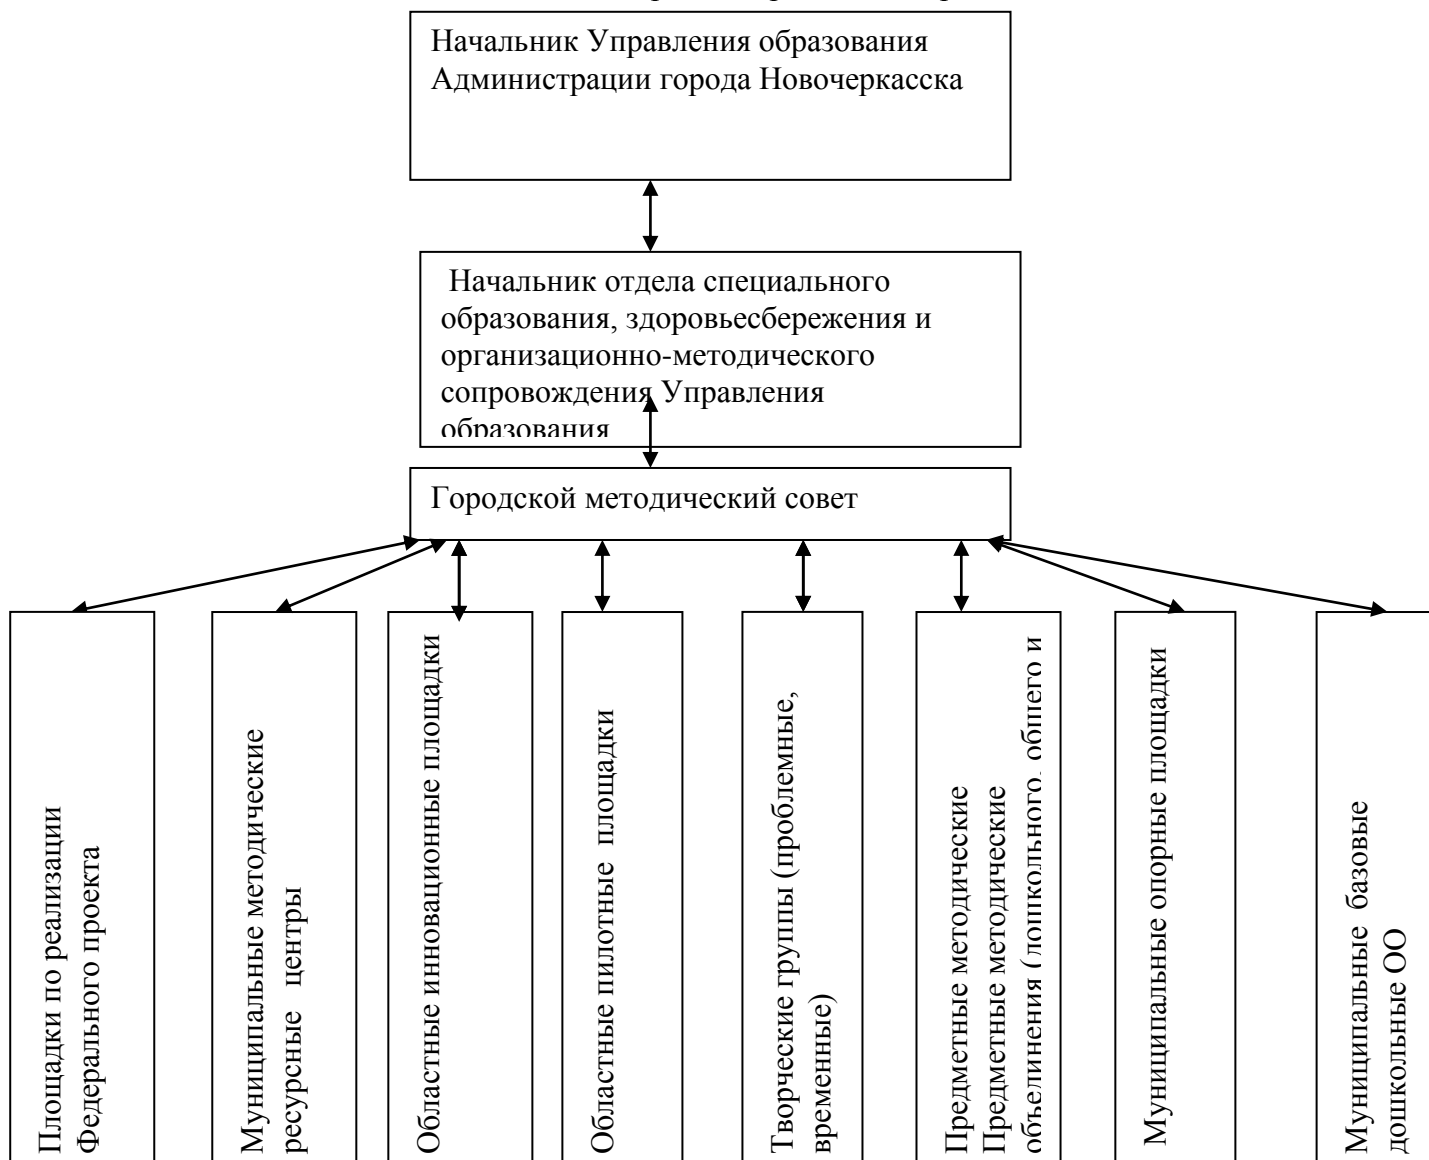 Начальник Управления образования
Администрации города Новочеркасска
Начальник отдела специального
образования, здоровьесбережения и
организационно-методического
сопровождения Управления
образования
Городской методический совет
Площадки по реализации
Федерального проекта
Муниципальные методические
ресурсные центры
Областные инновационные площадки
Областные пилотные площадки
Творческие группы (проблемные,
временные)
Предметные методические
Предметные методические
объединения (дошкольного, общего и
Муниципальные опорные площадки
Муниципальные базовые
дошкольные ОО